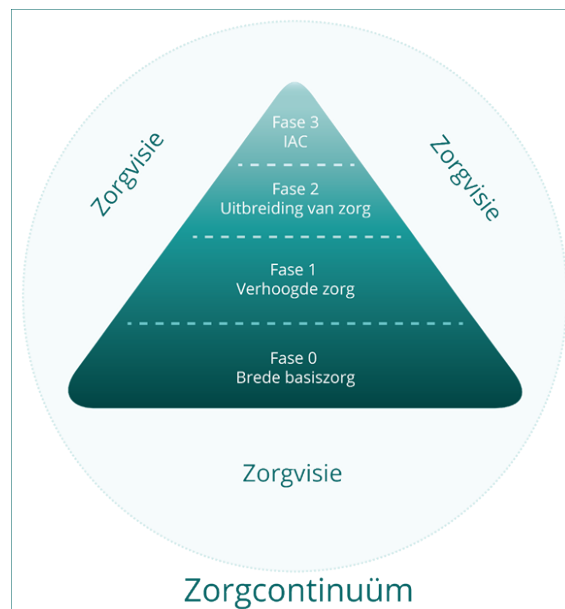 Fase 3
IAC
Zorgvisie
Zorgvisie
Fase 2
Uitbreiding van zorg
Fase 1
Verhoogde zorg
Fase 0
Brede basiszorg
Zorgvisie
Zorgcontinuüm